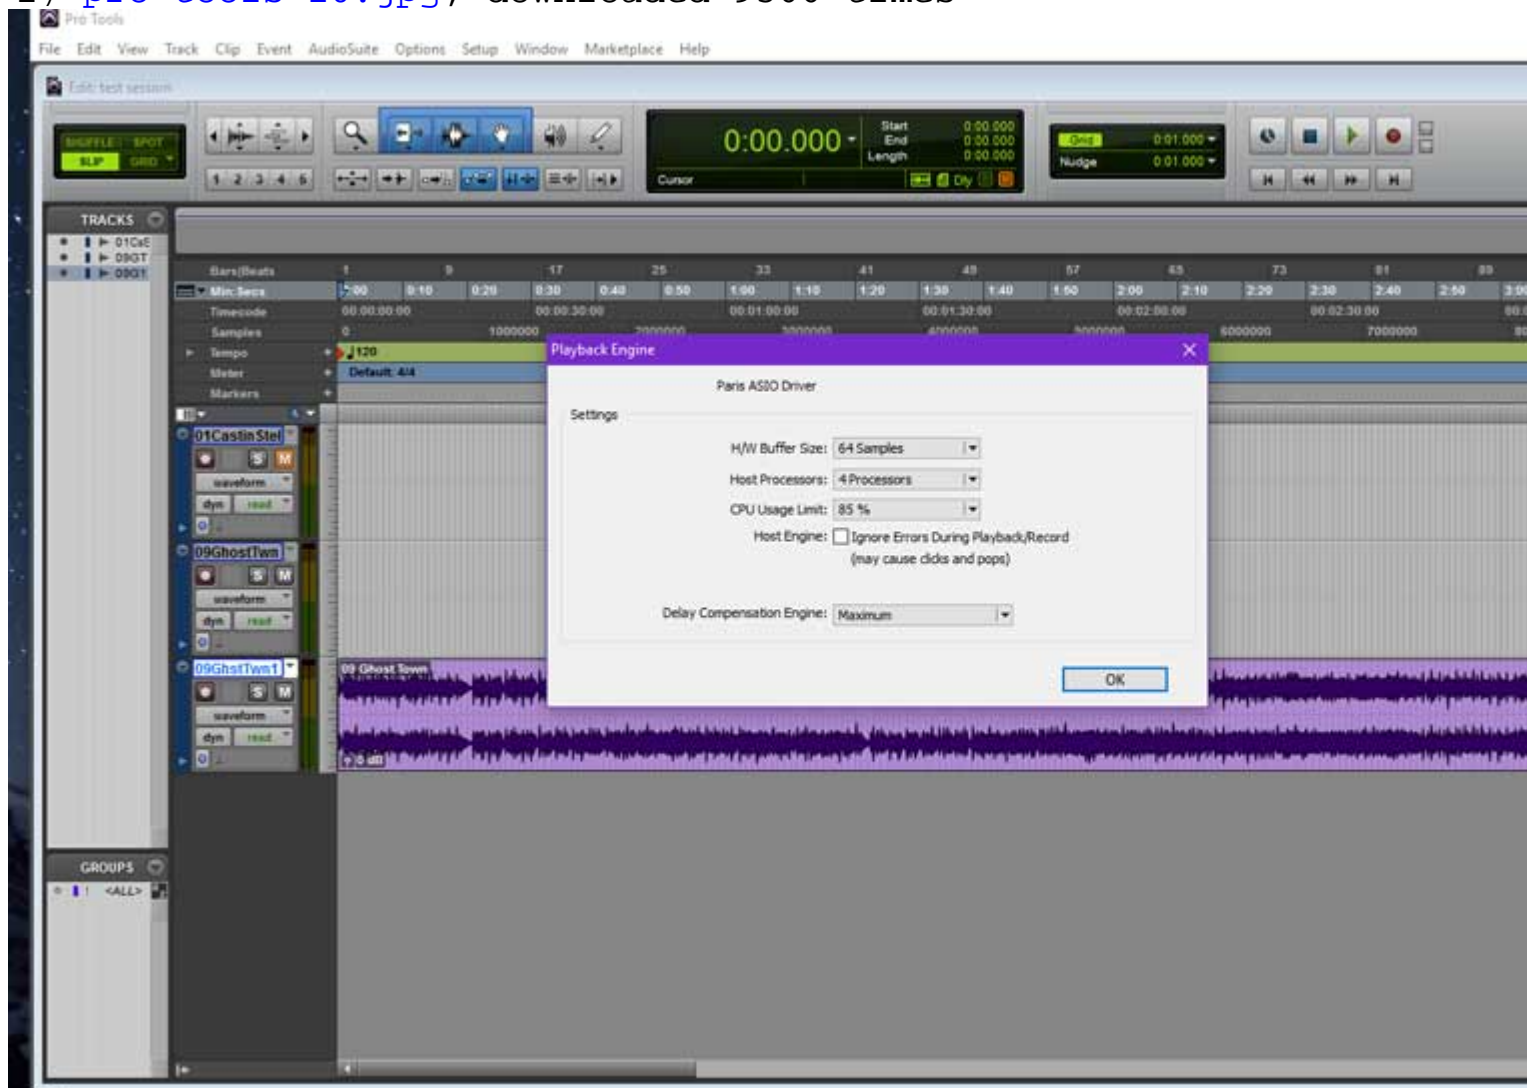 Pro Tools
File Edit View Track Clip Event AudioSuite Options Setup Window Marketplace Help
Edit: test session
SHUFFLE SPOT
SLIP GRID
1 2 3 4 5
0:00.000
Start 0:00.000
End 0:00.000
Length 0:00.000
Cursor
Dly
Grid 0:01.000
Nudge 0:01.000
TRACKS
09GT
Bars|Beats 1 9 17 25 33 41 49 57 65 73 81 89
Min:Secs 0:00 0:10 0:20 0:30 0:40 0:50 1:00 1:10 1:20 1:30 1:40 1:50 2:00 2:10 2:20 2:30 2:40 2:50
Timecode 00:00:00:00 00:00:30:00 00:01:00:00 00:01:30:00 00:02:00:00 00:02:30:00
Samples 0 1000000 2000000 3000000 4000000 5000000 6000000 7000000
Tempo 120
Meter Default: 4/4
Markers
Playback Engine
Paris ASIO Driver
Settings
H/W Buffer Size: 64 Samples
Host Processors: 4 Processors
CPU Usage Limit: 85 %
Host Engine: Ignore Errors During Playback/Record
(may cause clicks and pops)
Delay Compensation Engine: Maximum
OK
01CastinStel
S M
waveform
dyn read
09GhostTwn
S M
waveform
dyn read
09GhstTwn1
S M
waveform
dyn read
09 Ghost Town
0 dB
GROUPS
! <ALL>